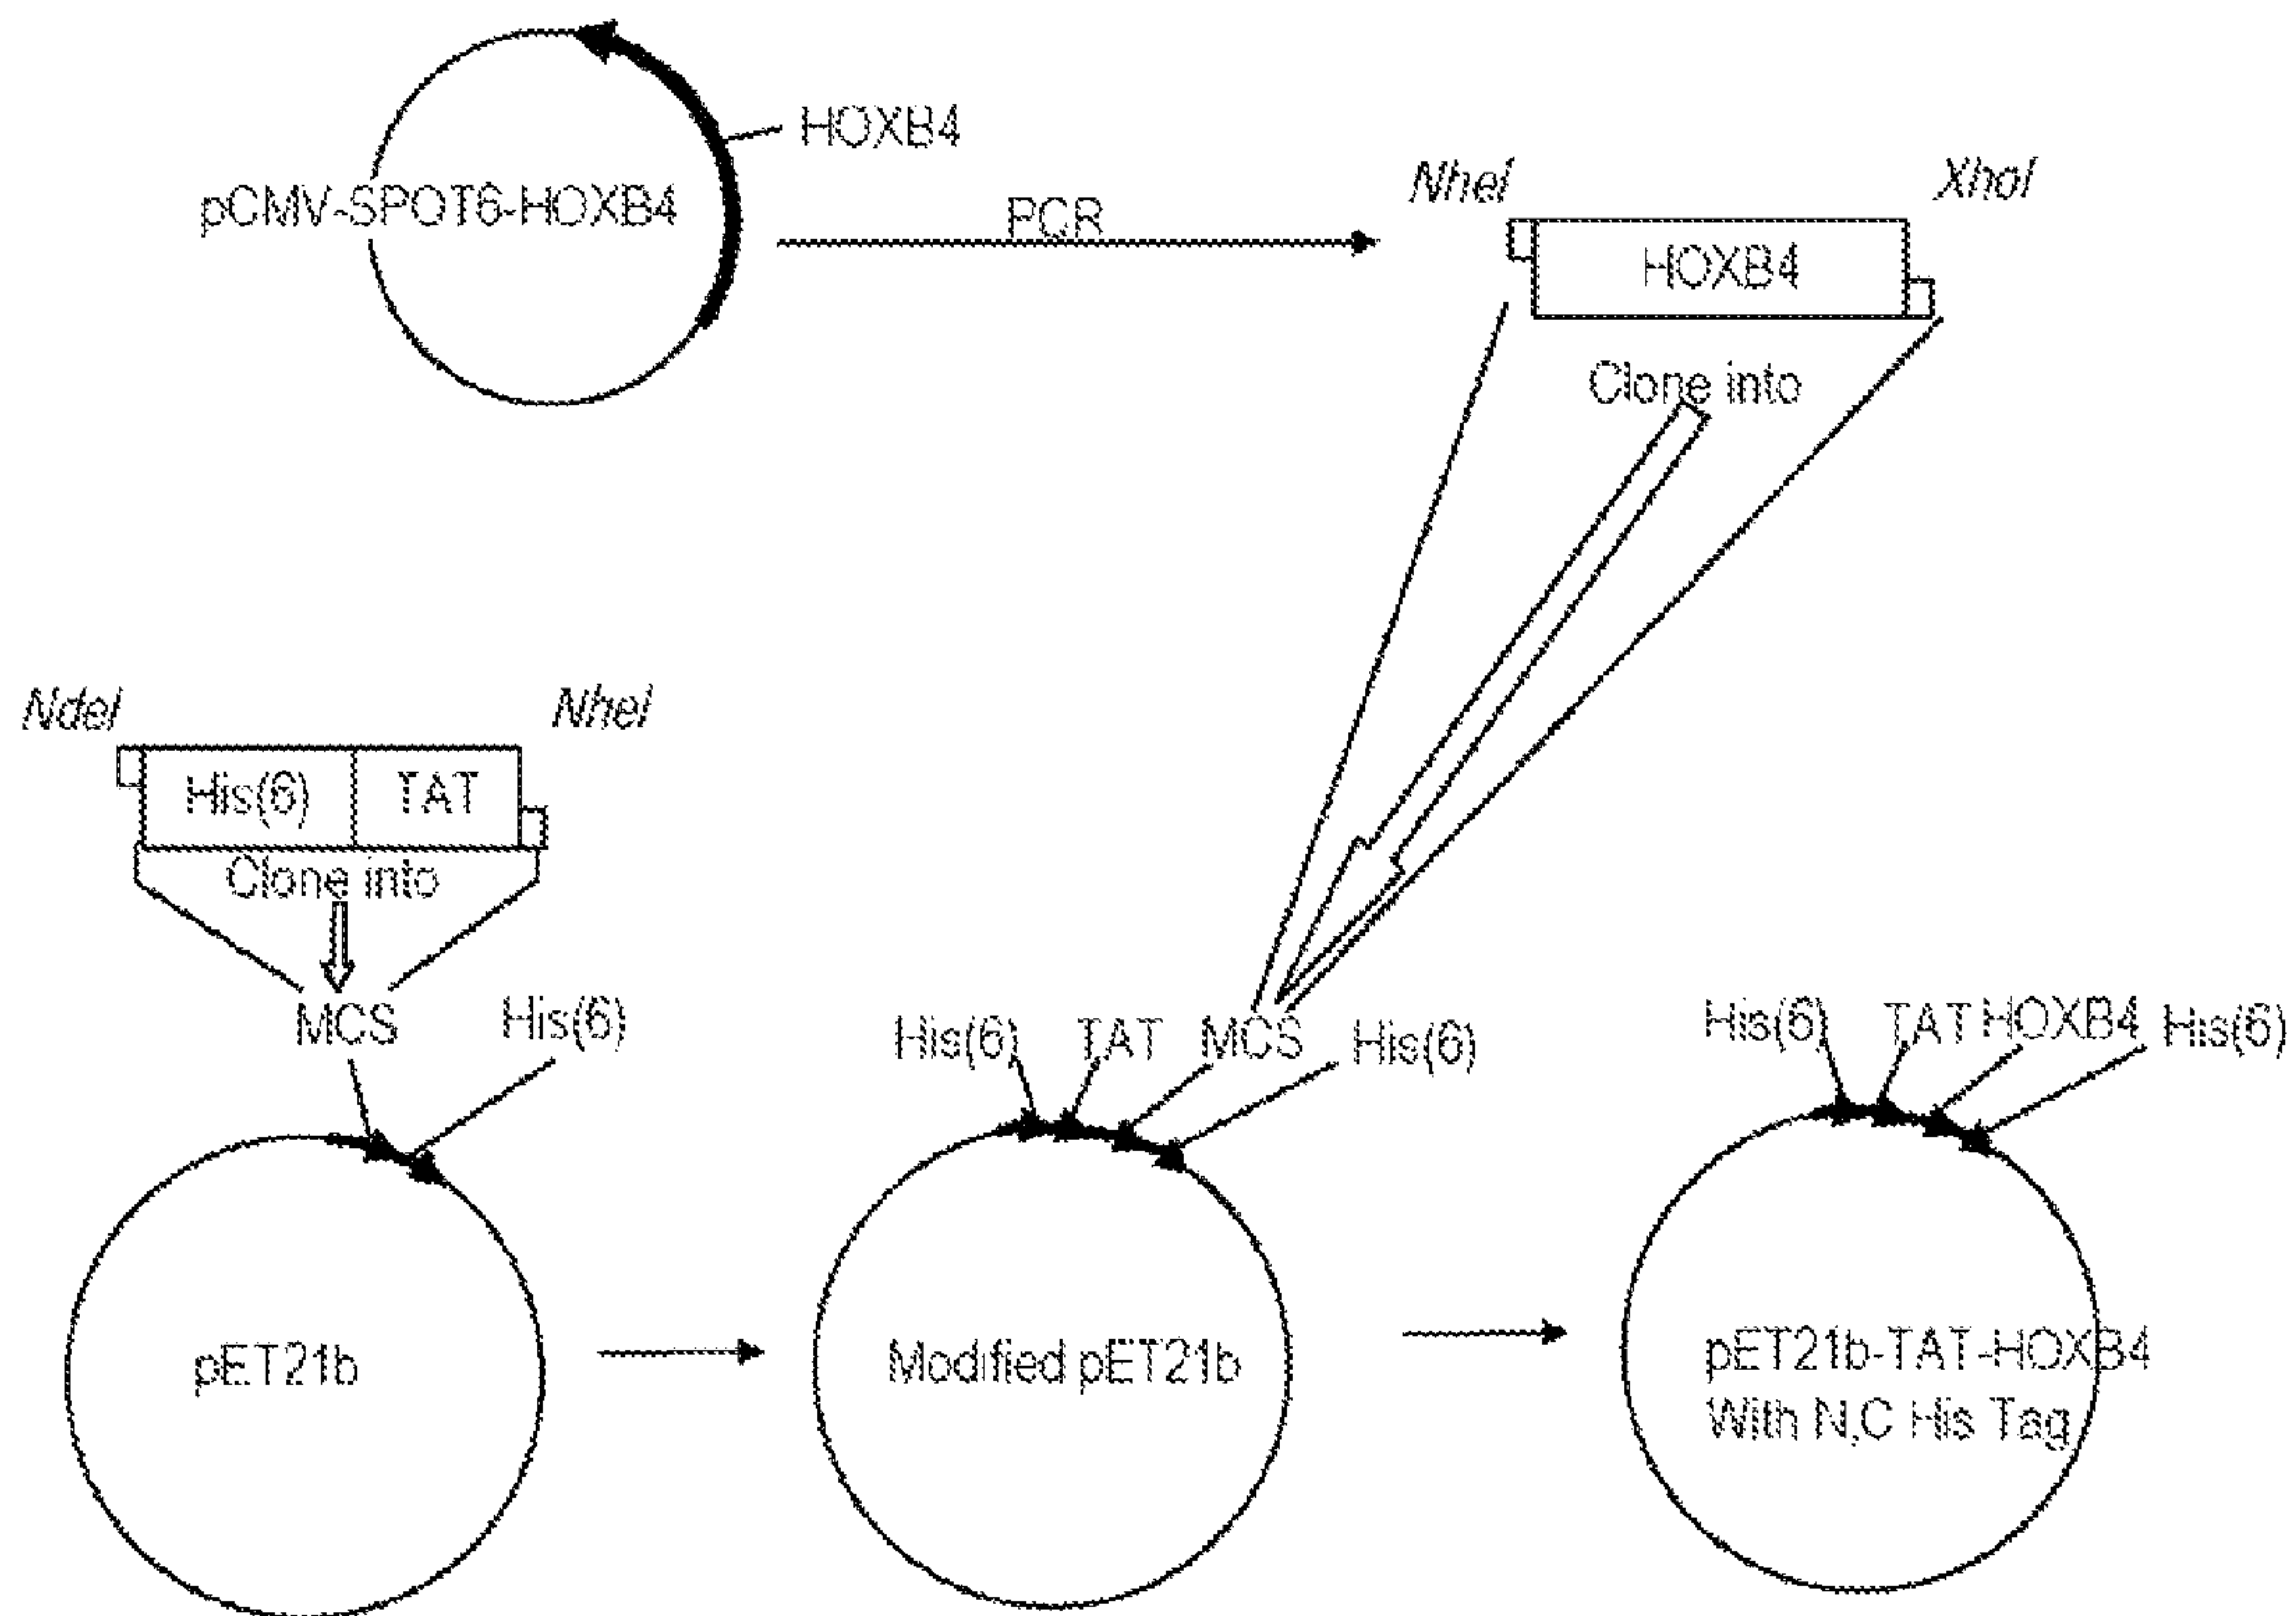 HOXB4
pCMV-SPOT6-HOXB4
PCR
NheI
XhoI
HOXB4
Clone into
NdeI
NheI
His(6)
TAT
Clone into
MCS
His(6)
His(6)
TAT
MCS
His(6)
His(6)
TAT
HOXB4
His(6)
pET21b
Modified pET21b
pET21b-TAT-HOXB4
With N,C His Tag